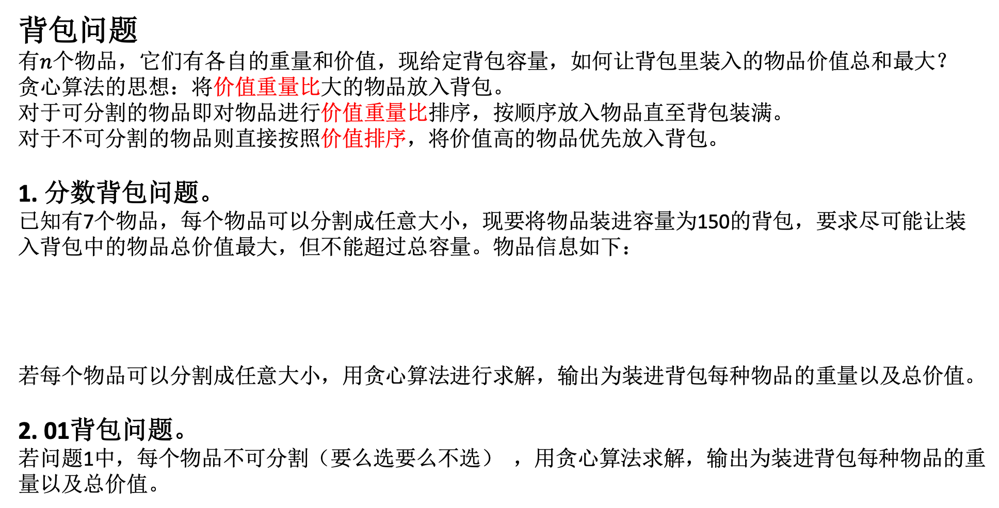 背包问题
有n个物品，它们有各自的重量和价值，现给定背包容量，如何让背包里装入的物品价值总和最大？
贪心算法的思想：将价值重量比大的物品放入背包。
对于可分割的物品即对物品进行价值重量比排序，按顺序放入物品直至背包装满。
对于不可分割的物品则直接按照价值排序，将价值高的物品优先放入背包。
1. 分数背包问题。
已知有7个物品，每个物品可以分割成任意大小，现要将物品装进容量为150的背包，要求尽可能让装
入背包中的物品总价值最大，但不能超过总容量。物品信息如下：
若每个物品可以分割成任意大小，用贪心算法进行求解，输出为装进背包每种物品的重量以及总价值。
2. 01背包问题。
若问题1中，每个物品不可分割（要么选要么不选），用贪心算法求解，输出为装进背包每种物品的重
量以及总价值。